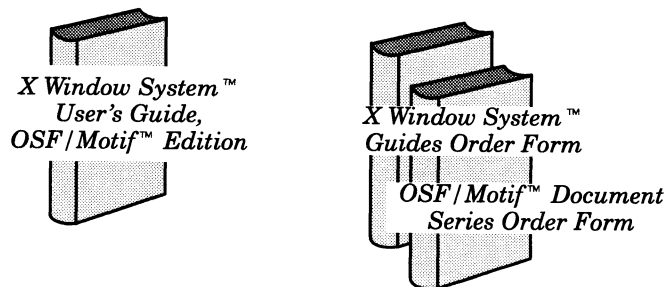 X Window System™
User's Guide,
OSF/Motif™ Edition
X Window System™
Guides Order Form
OSF/Motif™ Document
Series Order Form